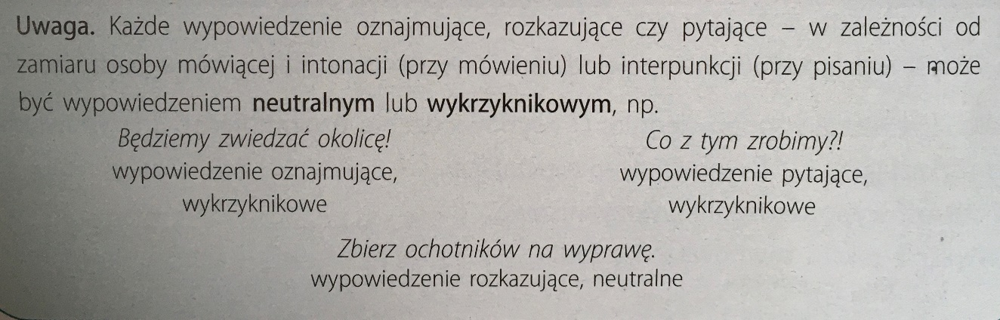 Uwaga. Każde wypowiedzenie oznajmujące, rozkazujące czy pytające – w zależności od
zamiaru osoby mówiącej i intonacji (przy mówieniu) lub interpunkcji (przy pisaniu) – może
być wypowiedzeniem neutralnym lub wykrzyknikowym, np.
Będziemy zwiedzać okolicę!
wypowiedzenie oznajmujące,
wykrzyknikowe
Co z tym zrobimy?!
wypowiedzenie pytające,
wykrzyknikowe
Zbierz ochotników na wyprawę.
wypowiedzenie rozkazujące, neutralne